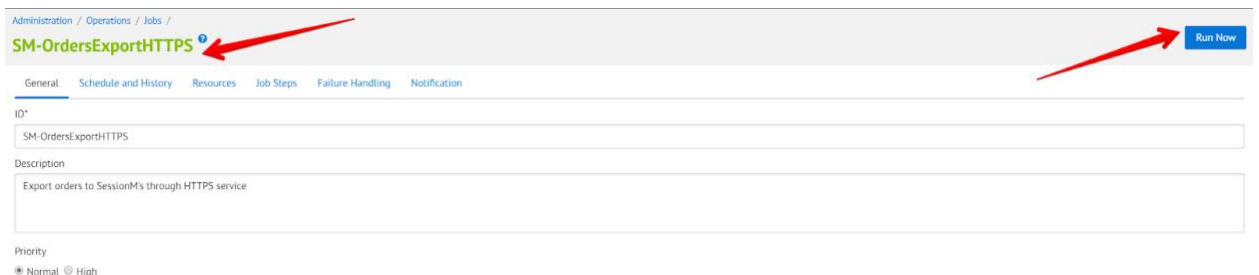 Administration / Operations / Jobs /
SM-OrdersExportHTTPS ?
Run Now
General Schedule and History Resources Job Steps Failure Handling Notification
ID*
SM-OrdersExportHTTPS
Description
Export orders to SessionM's through HTTPS service
Priority
Normal High